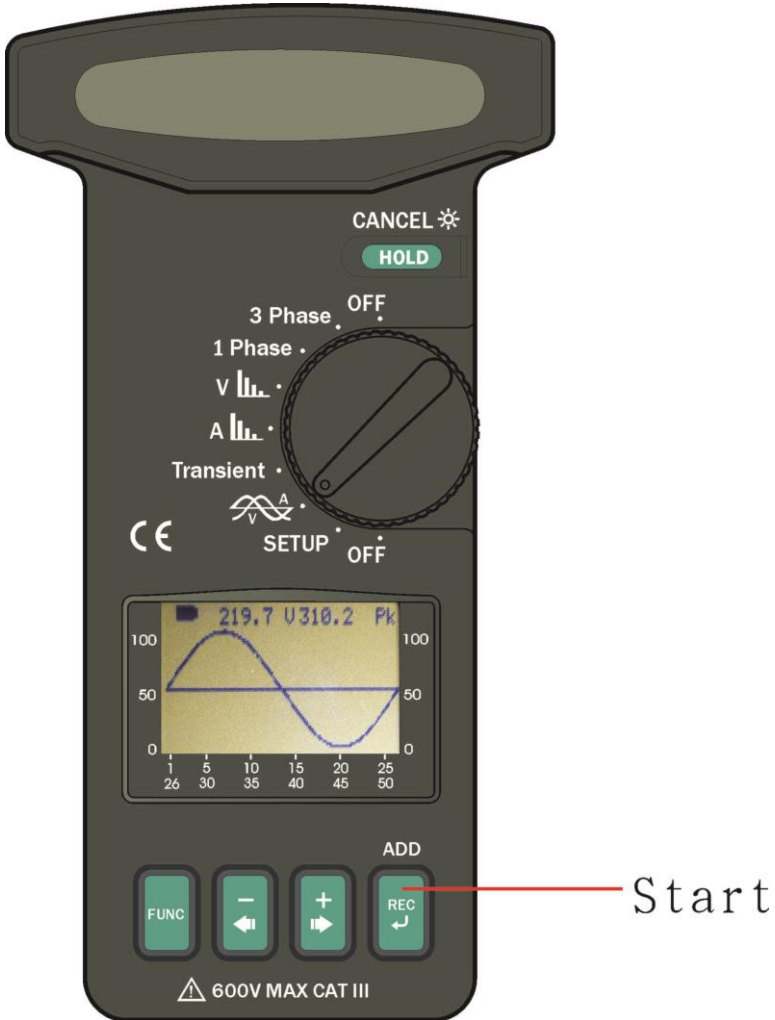 CANCEL
HOLD
OFF
3 Phase
1 Phase
V
A
Transient
A
V
SETUP
OFF
CE
219.7 V 310.2 Pk
100 100
50 50
0 0
1 5 10 15 20 25
26 30 35 40 45 50
ADD
FUNC
-
+
REC
Start
600V MAX CAT III